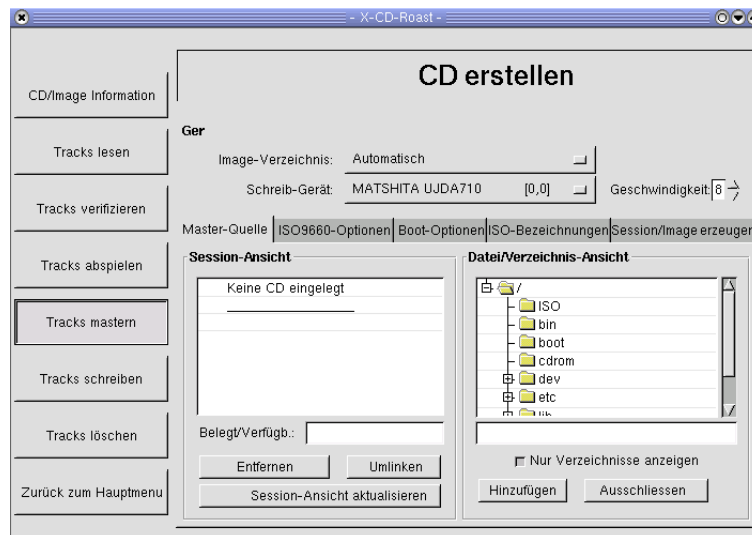 - X-CD-Roast -
CD/Image Information
Tracks lesen
Tracks verifizieren
Tracks abspielen
Tracks mastern
Tracks schreiben
Tracks löschen
Zurück zum Hauptmenu
CD erstellen
Ger
Image-Verzeichnis: Automatisch
Schreib-Gerät: MATSHITA UJDA710 [0,0] Geschwindigkeit: 8
Master-Quelle ISO9660-Optionen Boot-Optionen ISO-Bezeichnungen Session/Image erzeugen
Session-Ansicht
Keine CD eingelegt
Belegt/Verfügb.:
Entfernen Umlinken
Session-Ansicht aktualisieren
Datei/Verzeichnis-Ansicht
/
ISO
bin
boot
cdrom
dev
etc
lib
Nur Verzeichnisse anzeigen
Hinzufügen Ausschliessen